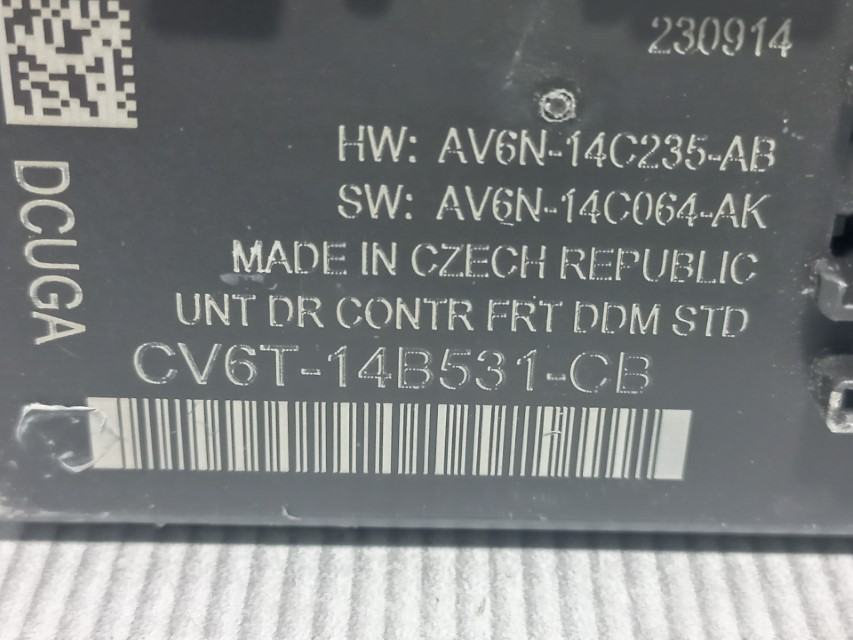 230914
HW: AV6N-14C235-AB
SW: AV6N-14C064-AK
MADE IN CZECH REPUBLIC
UNT DR CONTR FRT DDM STD
CV6T-14B531-CB
DCUGA